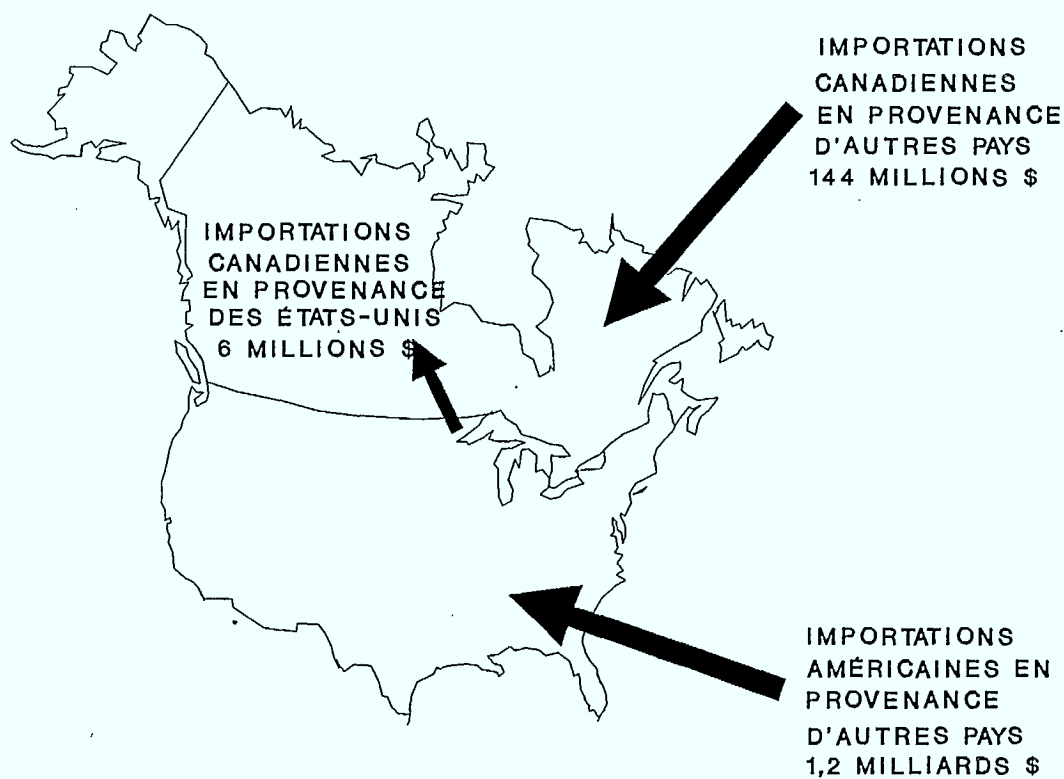 IMPORTATIONS
CANADIENNES
EN PROVENANCE
D'AUTRES PAYS
144 MILLIONS $
IMPORTATIONS
CANADIENNES
EN PROVENANCE
DES ÉTATS-UNIS
6 MILLIONS $
IMPORTATIONS
AMÉRICAINES EN
PROVENANCE
D'AUTRES PAYS
1,2 MILLIARDS $